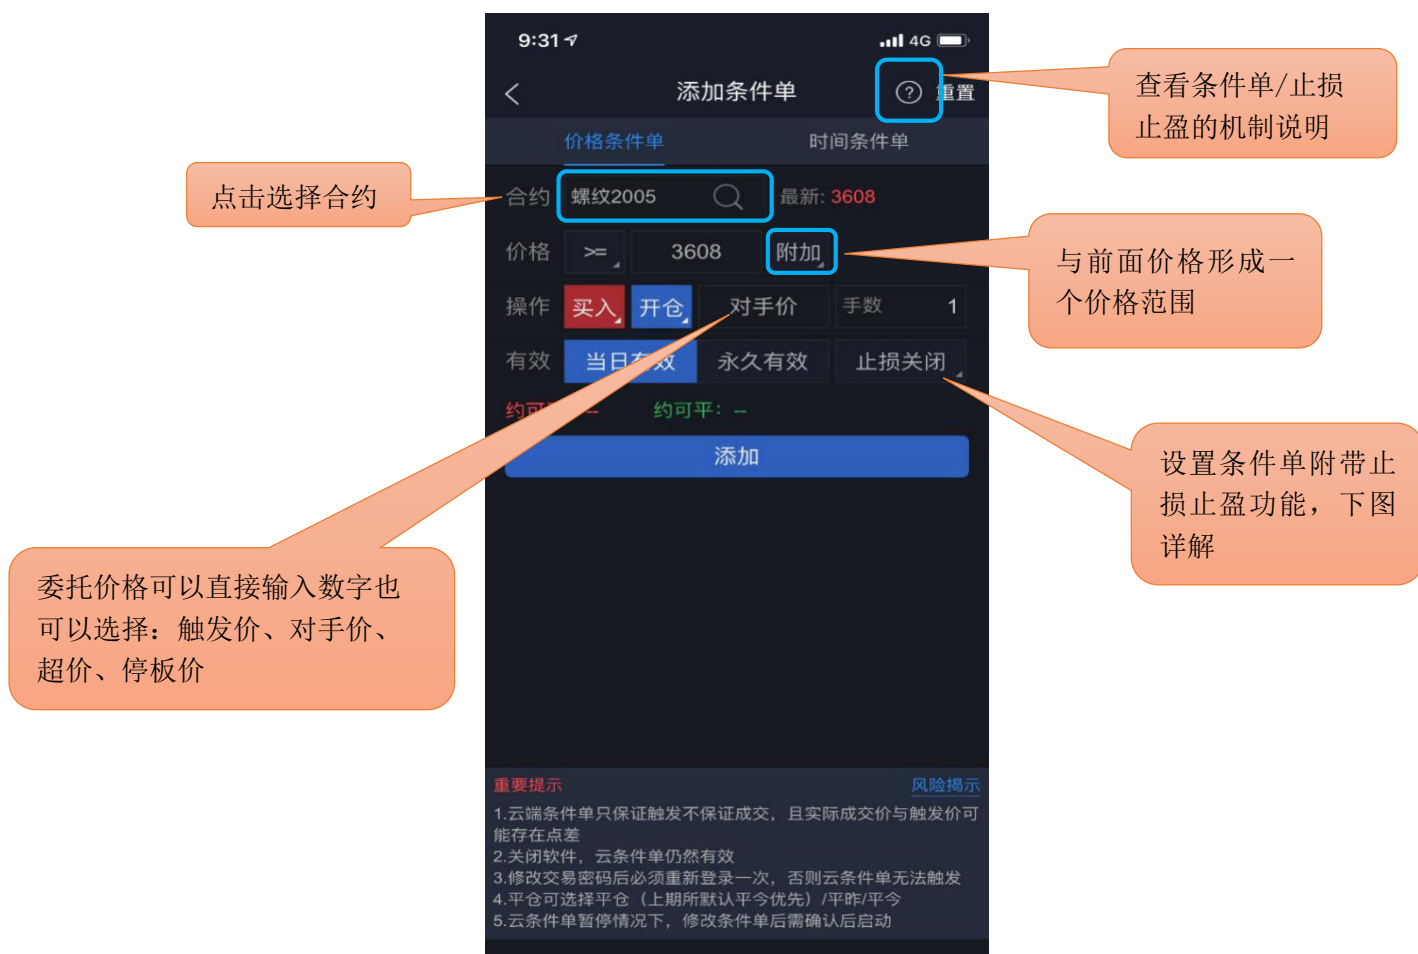 9:31
4G
添加条件单
重置
价格条件单
时间条件单
合约
螺纹2005
最新: 3608
价格
>=
3608
附加
操作
买入
开仓
对手价
手数
1
有效
当日有效
永久有效
止损关闭
约可 --
约可平: --
添加
查看条件单/止损
止盈的机制说明
点击选择合约
与前面价格形成一
个价格范围
设置条件单附带止
损止盈功能，下图
详解
委托价格可以直接输入数字也
可以选择：触发价、对手价、
超价、停板价
重要提示
风险揭示
1.云端条件单只保证触发不保证成交，且实际成交价与触发价可
能存在点差
2.关闭软件，云条件单仍然有效
3.修改交易密码后必须重新登录一次，否则云条件单无法触发
4.平仓可选择平仓（上期所默认平今优先）/平昨/平今
5.云条件单暂停情况下，修改条件单后需确认后启动